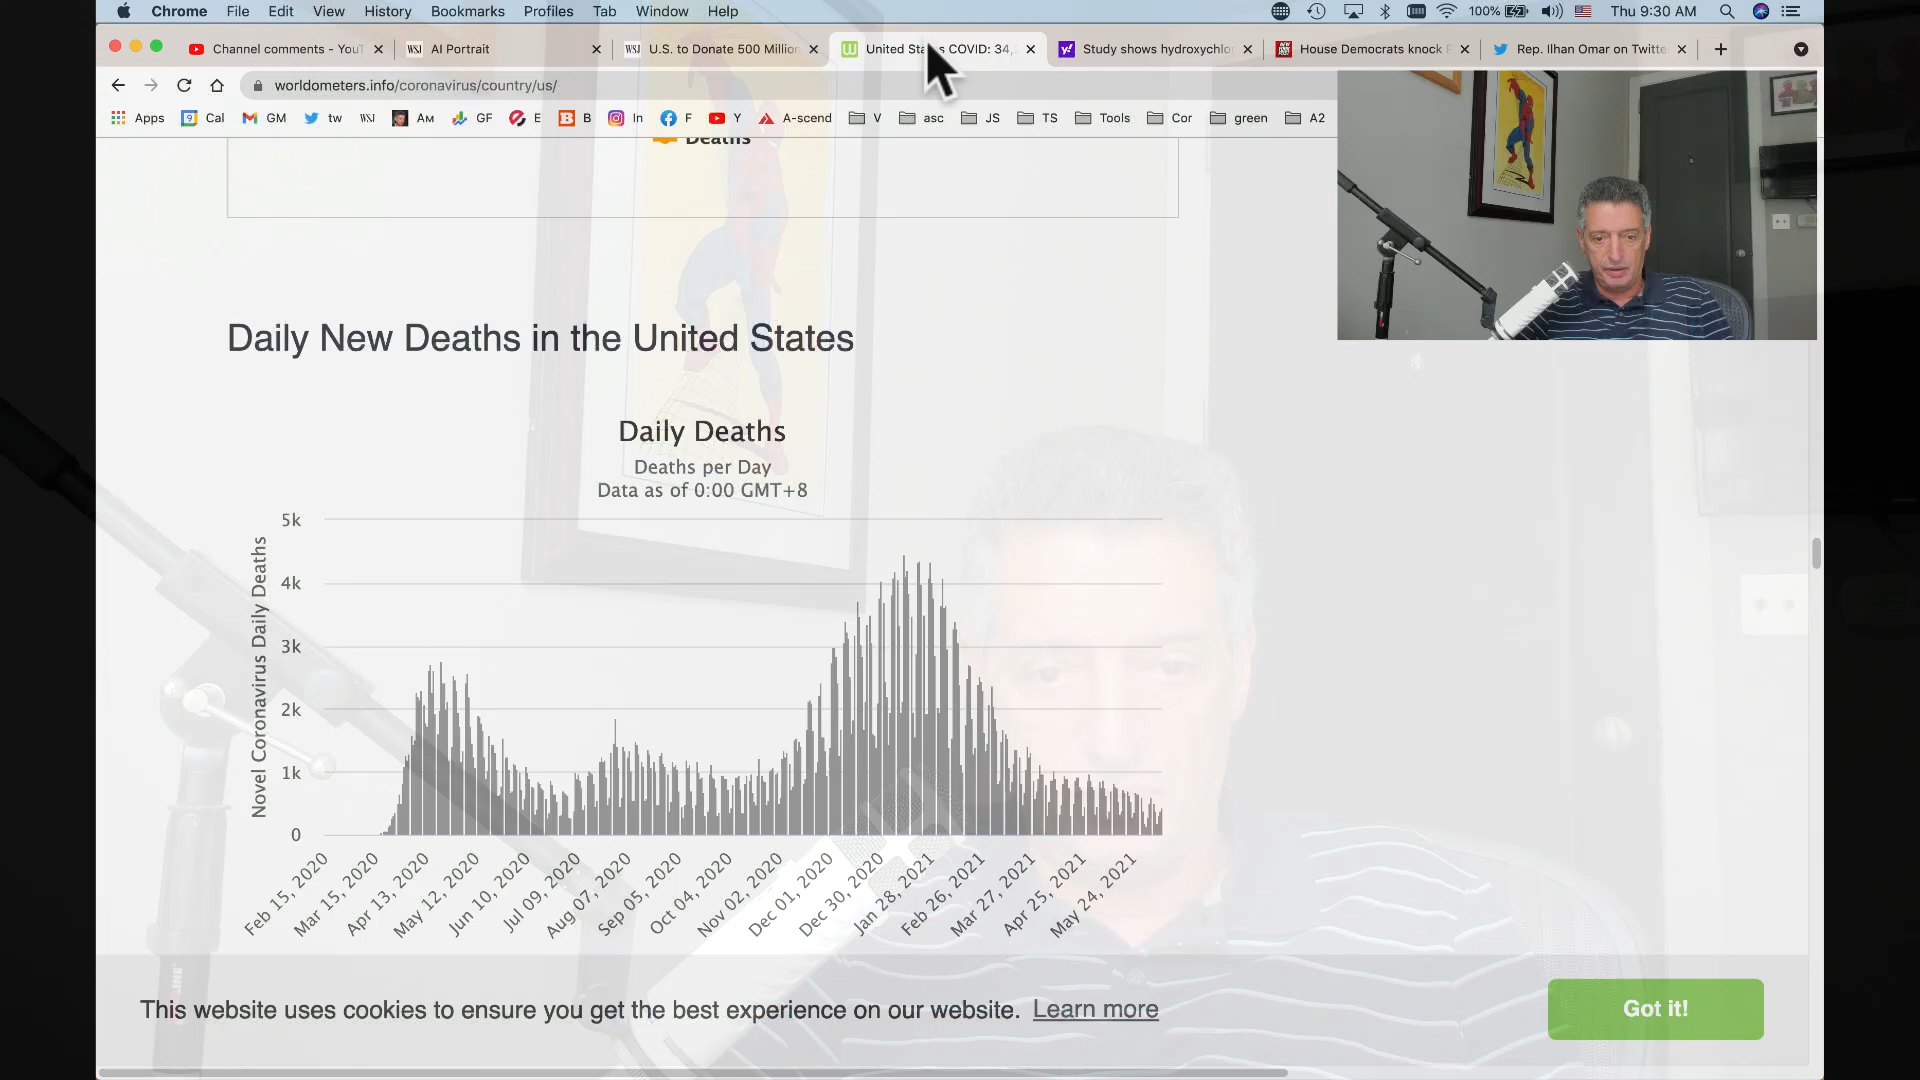 Chrome File Edit View History Bookmarks Profiles Tab Window Help 100% Thu 9:30 AM
Channel comments - YouT
WSJ AI Portrait
WSJ U.S. to Donate 500 Million
United States COVID: 34,
Study shows hydroxychlor
House Democrats knock
Rep. Ilhan Omar on Twitte
worldometers.info/coronavirus/country/us/
Apps Cal GM tw WSJ Am GF E B In F Y A-scend V asc JS TS Tools Cor green A2
Deaths
Daily New Deaths in the United States
Daily Deaths
Deaths per Day
Data as of 0:00 GMT+8
Novel Coronavirus Daily Deaths
5k
4k
3k
2k
1k
0
Feb 15, 2020
Mar 15, 2020
Apr 13, 2020
May 12, 2020
Jun 10, 2020
Jul 09, 2020
Aug 07, 2020
Sep 05, 2020
Oct 04, 2020
Nov 02, 2020
Dec 01, 2020
Dec 30, 2020
Jan 28, 2021
Feb 26, 2021
Mar 27, 2021
Apr 25, 2021
May 24, 2021
This website uses cookies to ensure you get the best experience on our website. Learn more
Got it!